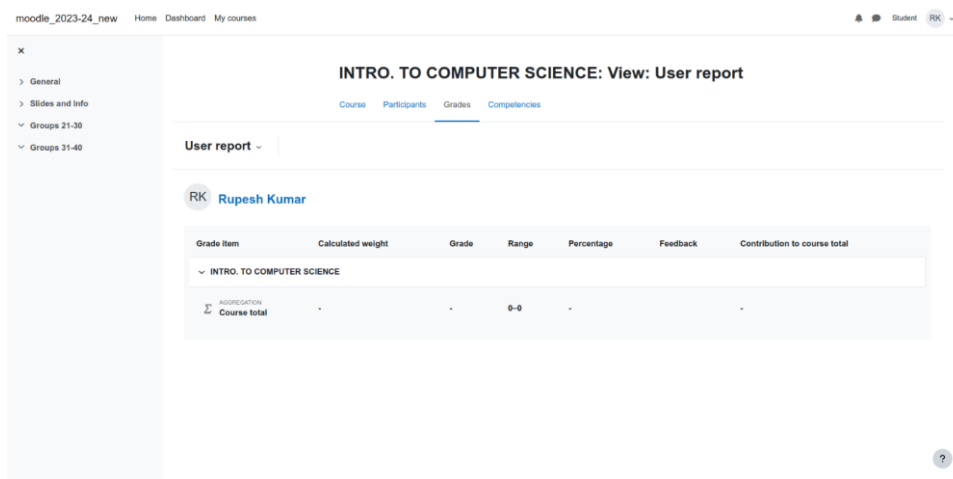 moodle_2023-24_new Home Dashboard My courses Student RK
General
Slides and Info
Groups 21-30
Groups 31-40
INTRO. TO COMPUTER SCIENCE: View: User report
Course Participants Grades Competencies
User report
RK Rupesh Kumar
Grade item Calculated weight Grade Range Percentage Feedback Contribution to course total
INTRO. TO COMPUTER SCIENCE
Σ AGGREGATION
Course total - - 0–0 - -
?